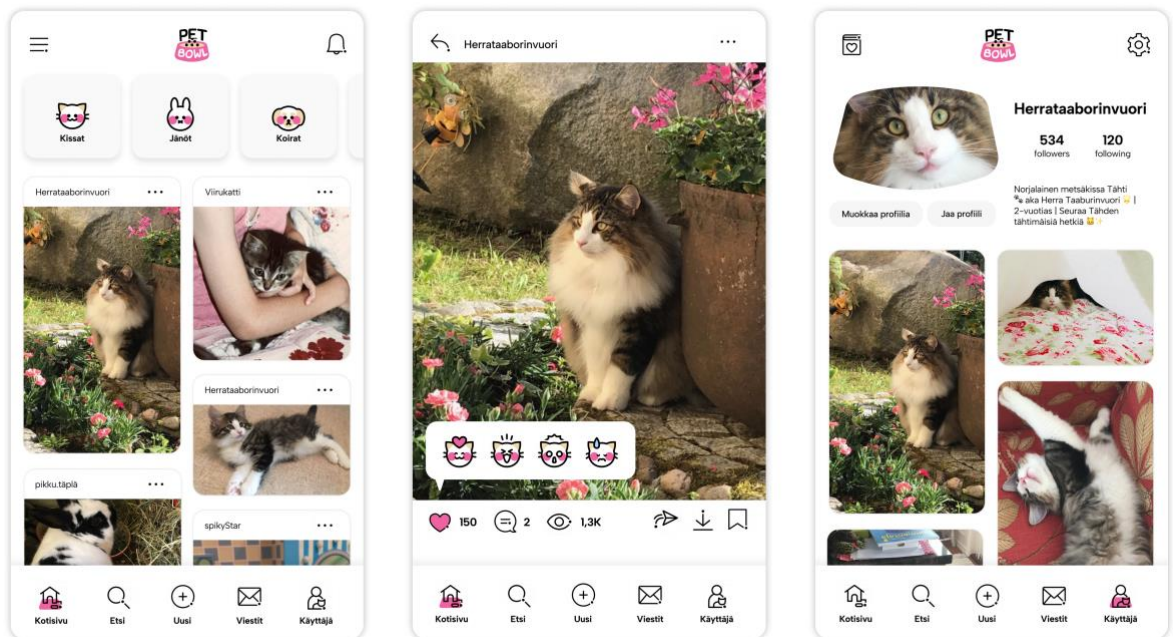 PET
BOWL
Kissat
Jänöt
Koirat
Herrataaborinvuori
Viirukatti
Herrataaborinvuori
pikku.täplä
spikyStar
Kotisivu
Etsi
Uusi
Viestit
Käyttäjä
Herrataaborinvuori
150
2
1,3K
Kotisivu
Etsi
Uusi
Viestit
Käyttäjä
PET
BOWL
Herrataaborinvuori
534 120
followers following
Norjalainen metsäkissa Tähti
aka Herra Taaburinvuori |
2-vuotias | Seuraa Tähden
tähtimäisiä hetkiä
Muokkaa profiilia
Jaa profiili
Kotisivu
Etsi
Uusi
Viestit
Käyttäjä